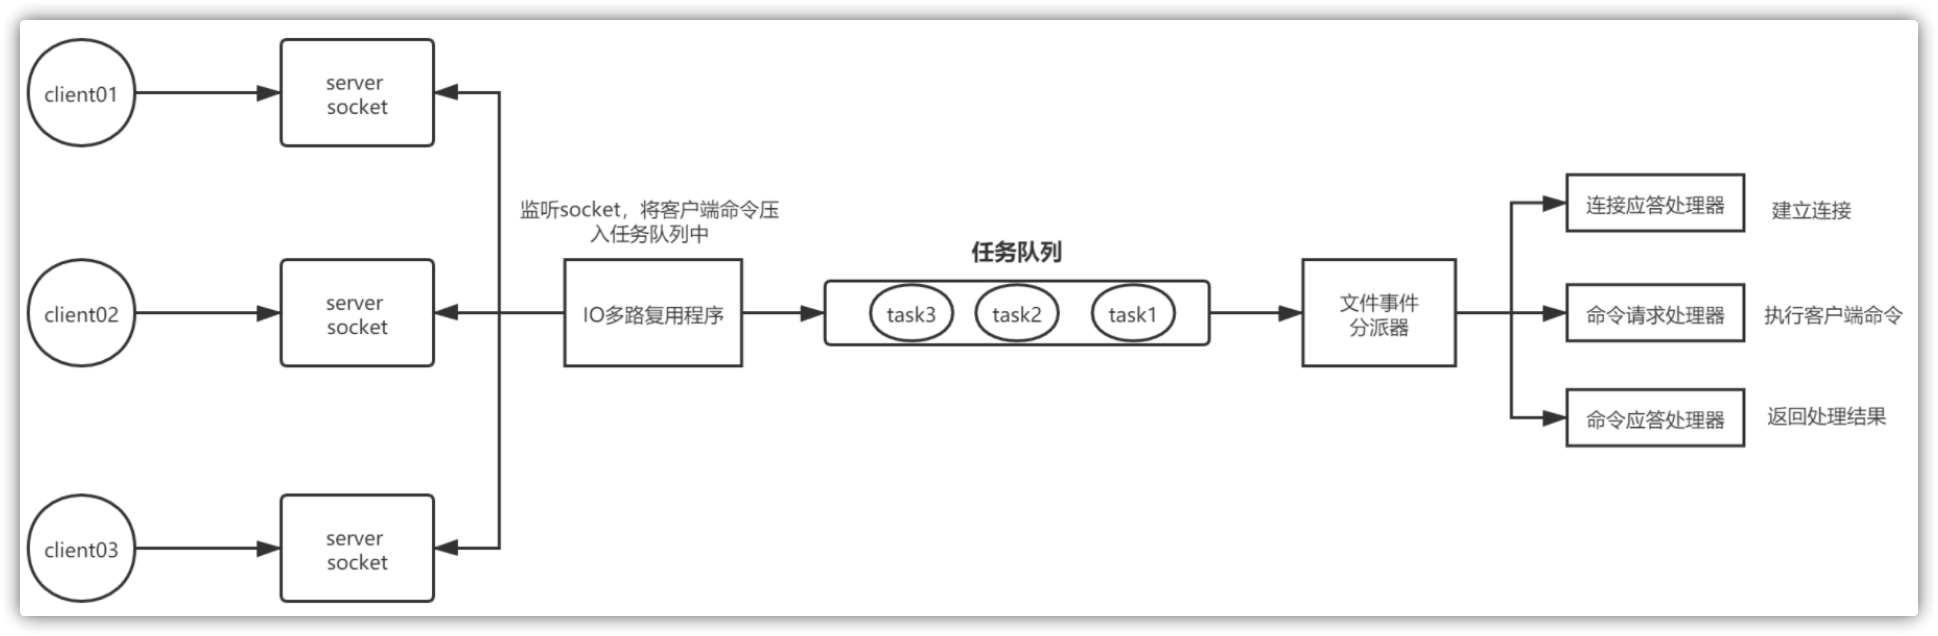 client01
server
socket
client02
server
socket
client03
server
socket
监听socket，将客户端命令压
入任务队列中
IO多路复用程序
任务队列
task3
task2
task1
文件事件
分派器
连接应答处理器
建立连接
命令请求处理器
执行客户端命令
命令应答处理器
返回处理结果